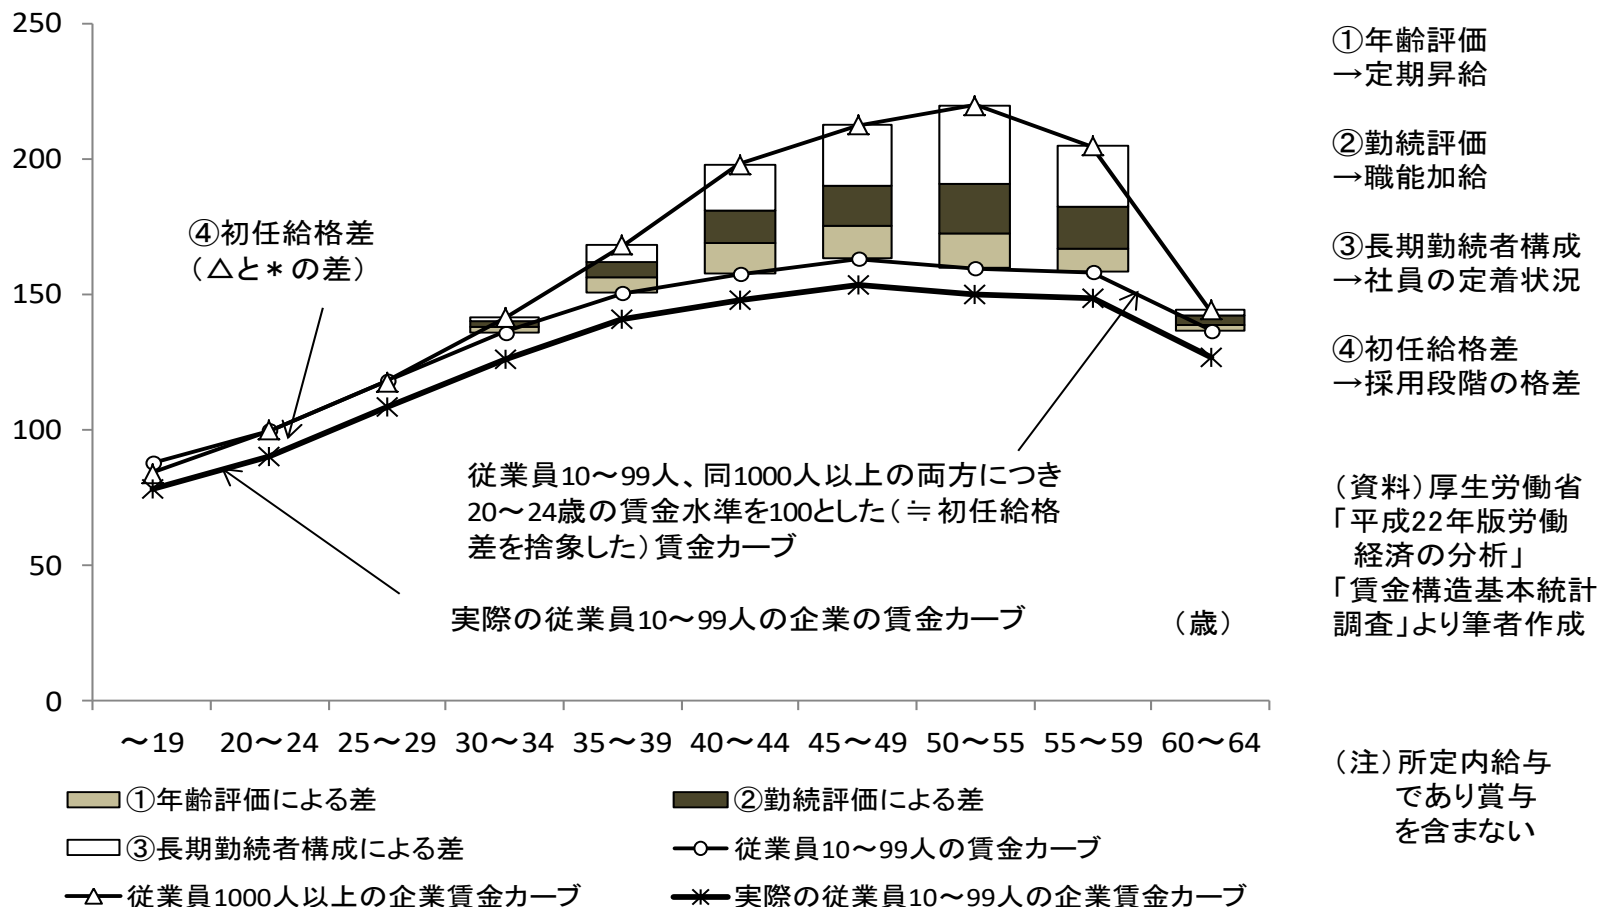 250
200
150
100
50
0
④初任給格差
(△と＊の差)
従業員10～99人、同1000人以上の両方につき
20～24歳の賃金水準を100とした(≒初任給格
差を捨象した)賃金カーブ
実際の従業員10～99人の企業の賃金カーブ
(歳)
～19 20～24 25～29 30～34 35～39 40～44 45～49 50～55 55～59 60～64
①年齢評価による差
②勤続評価による差
③長期勤続者構成による差
従業員10～99人の賃金カーブ
従業員1000人以上の企業賃金カーブ
実際の従業員10～99人の企業賃金カーブ
①年齢評価
→定期昇給
②勤続評価
→職能加給
③長期勤続者構成
→社員の定着状況
④初任給格差
→採用段階の格差
(資料)厚生労働省
「平成22年版労働
経済の分析」
「賃金構造基本統計
調査」より筆者作成
(注)所定内給与
であり賞与
を含まない